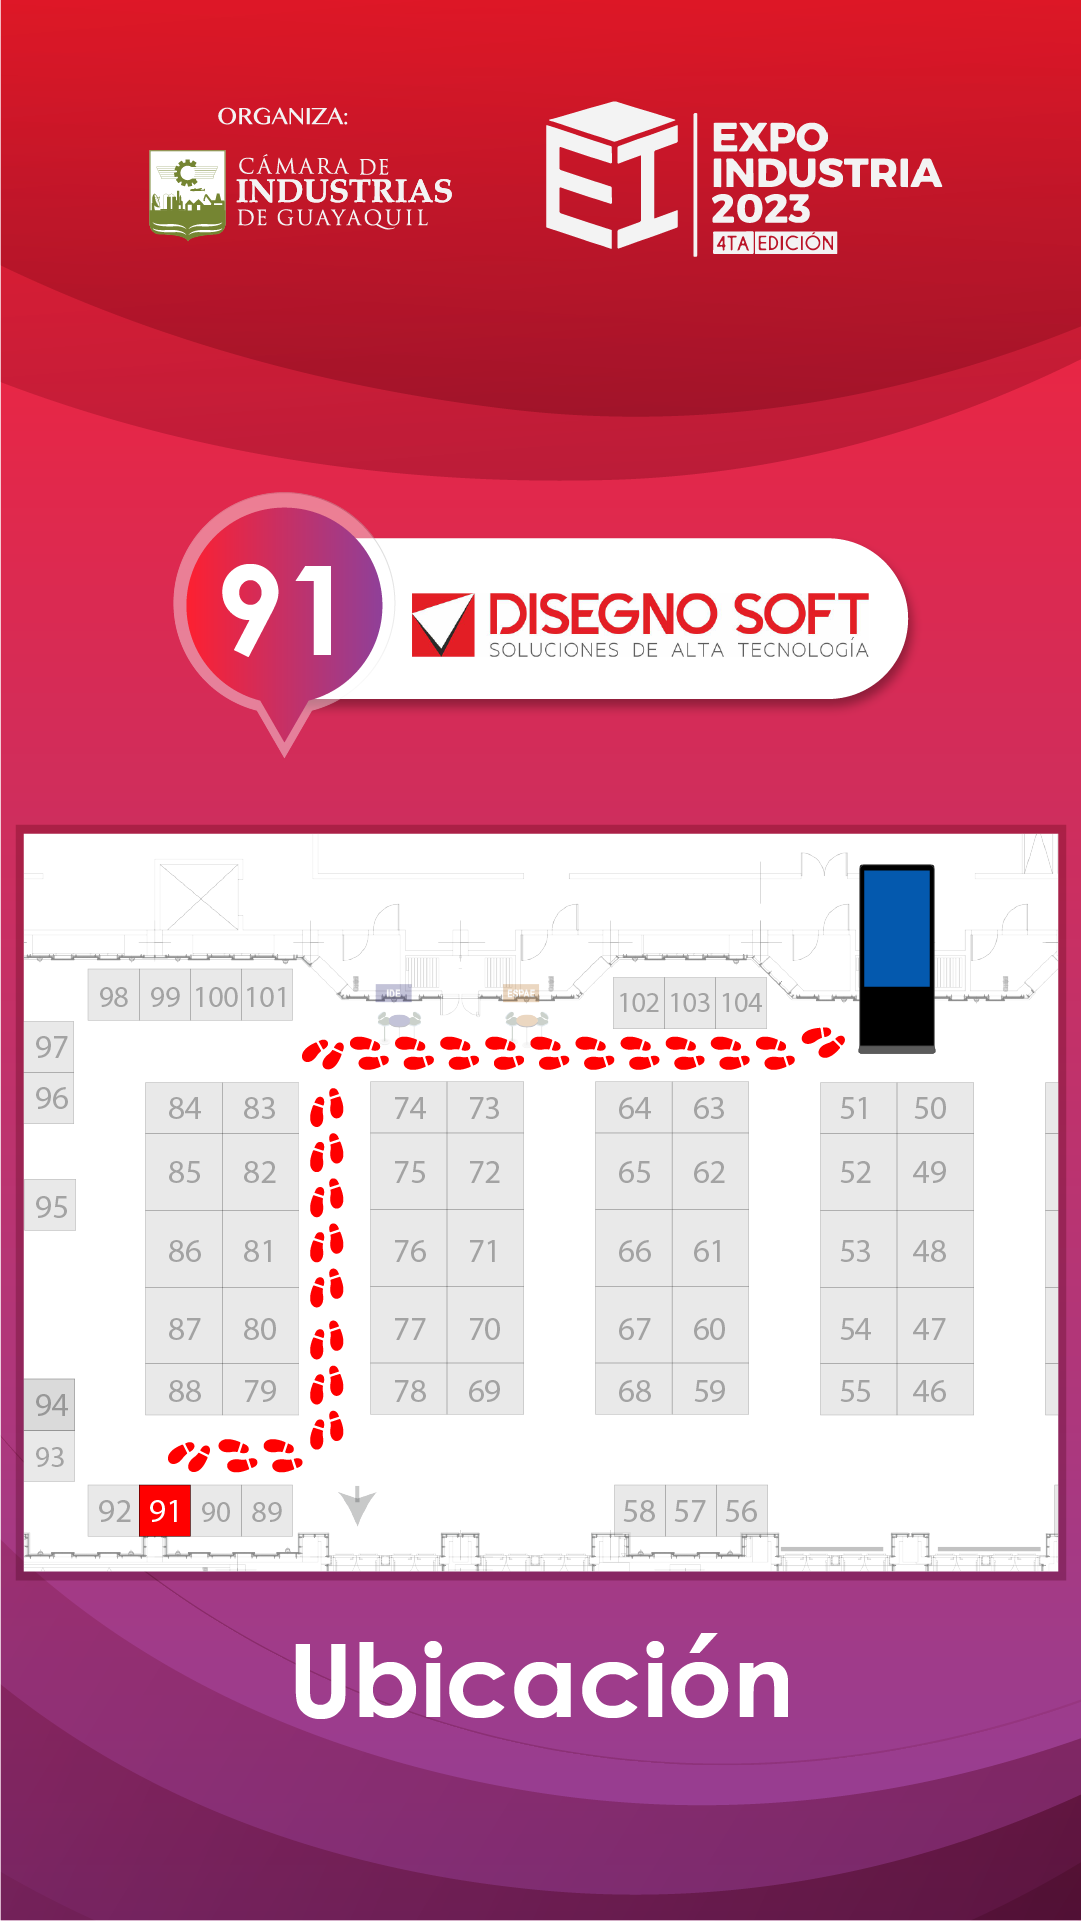 ORGANIZA:
CÁMARA DE
INDUSTRIAS
DE GUAYAQUIL
EXPO
INDUSTRIA
2023
4TA EDICIÓN
91
DISEGNO SOFT
SOLUCIONES DE ALTA TECNOLOGÍA
IDE
ESPAE
98 99 100 101
102 103 104
97
96
95
94
93
84 83 74 73 64 63 51 50
85 82 75 72 65 62 52 49
86 81 76 71 66 61 53 48
87 80 77 70 67 60 54 47
88 79 78 69 68 59 55 46
92 91 90 89
58 57 56
Ubicación